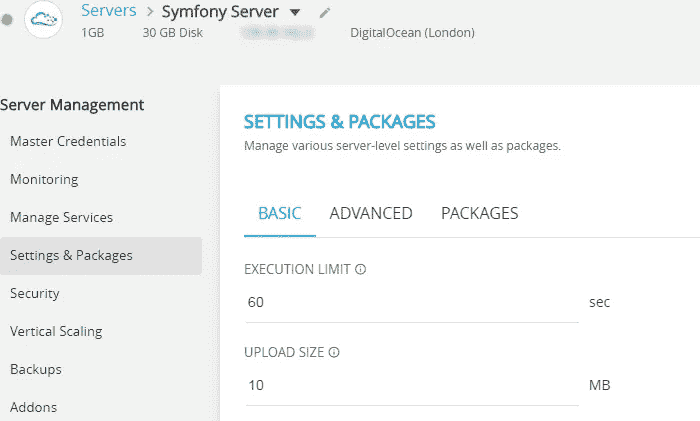 Servers > Symfony Server
1GB 30 GB Disk DigitalOcean (London)
Server Management
Master Credentials
Monitoring
Manage Services
Settings & Packages
Security
Vertical Scaling
Backups
Addons
SETTINGS & PACKAGES
Manage various server-level settings as well as packages.
BASIC ADVANCED PACKAGES
EXECUTION LIMIT
60 sec
UPLOAD SIZE
10 MB